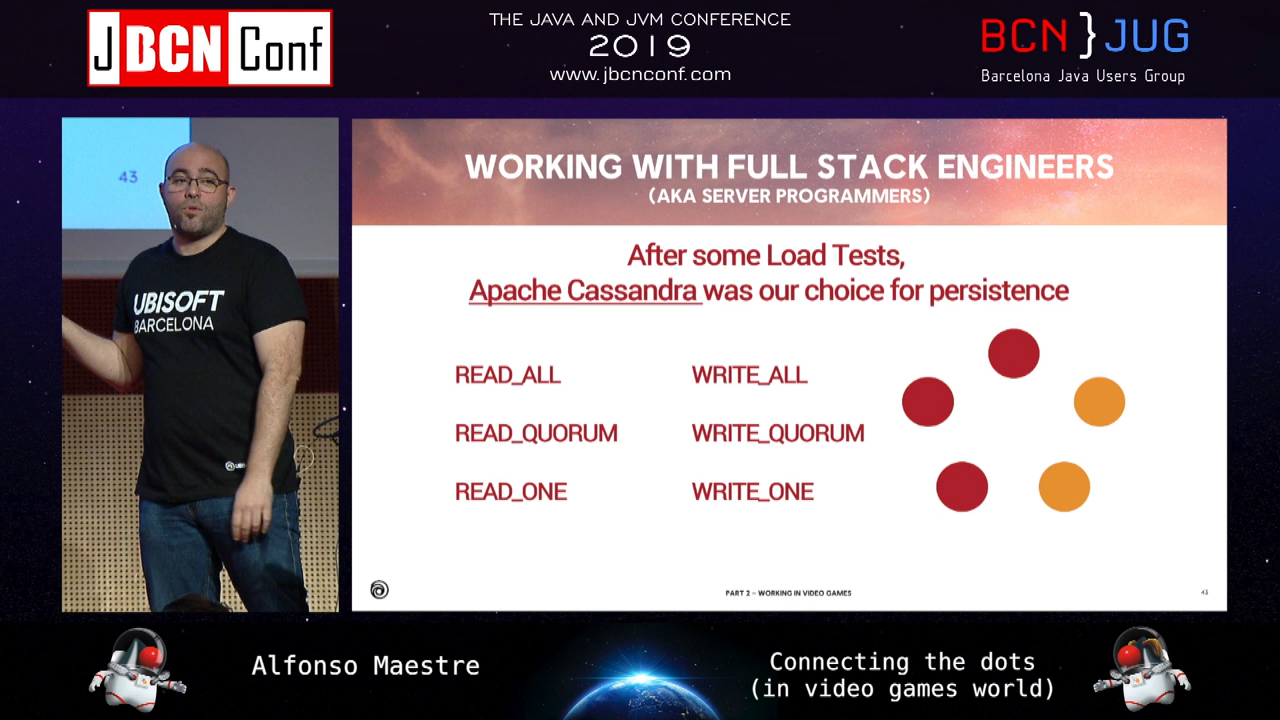 J BCN Conf
THE JAVA AND JVM CONFERENCE
2019
www.jbcnconf.com
BCN } JUG
Barcelona Java Users Group
43
UBISOFT
BARCELONA
WORKING WITH FULL STACK ENGINEERS
(AKA SERVER PROGRAMMERS)
After some Load Tests,
Apache Cassandra was our choice for persistence
READ_ALL WRITE_ALL
READ_QUORUM WRITE_QUORUM
READ_ONE WRITE_ONE
PART 2 – WORKING IN VIDEO GAMES
43
Alfonso Maestre
Connecting the dots
(in video games world)